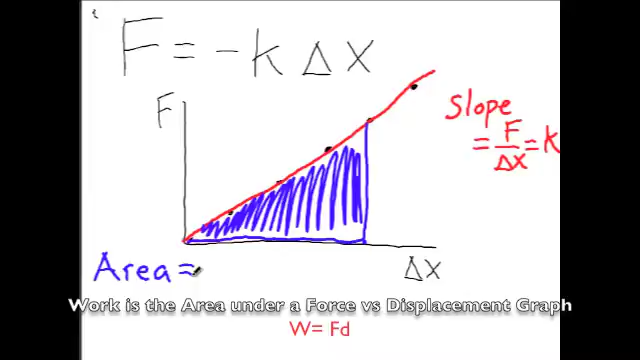 F = -k Δx
F
Slope
= F/Δx = k
Area =
Δx
Work is the Area under a Force vs Displacement Graph
W= Fd